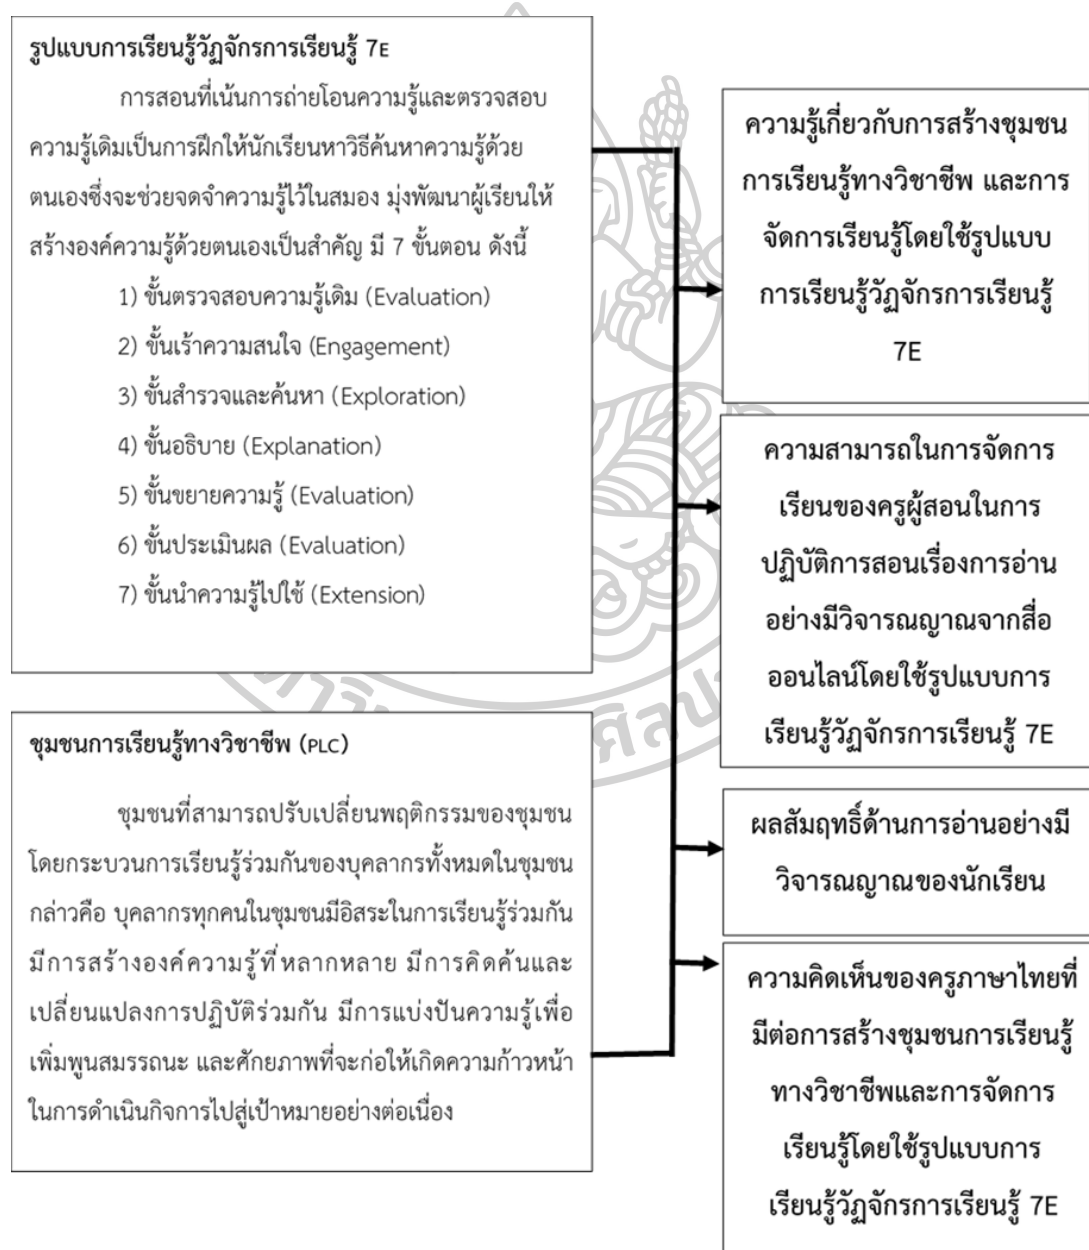 รูปแบบการเรียนรู้วัฏจักรการเรียนรู้ 7E
การสอนที่เน้นการถ่ายโอนความรู้และตรวจสอบ
ความรู้เดิมเป็นการฝึกให้นักเรียนหาวิธีค้นหาความรู้ด้วย
ตนเองซึ่งจะช่วยจดจำความรู้ไว้ในสมอง มุ่งพัฒนาผู้เรียนให้
สร้างองค์ความรู้ด้วยตนเองเป็นสำคัญ มี 7 ขั้นตอน ดังนี้
1) ขั้นตรวจสอบความรู้เดิม (Evaluation)
2) ขั้นเร้าความสนใจ (Engagement)
3) ขั้นสำรวจและค้นหา (Exploration)
4) ขั้นอธิบาย (Explanation)
5) ขั้นขยายความรู้ (Evaluation)
6) ขั้นประเมินผล (Evaluation)
7) ขั้นนำความรู้ไปใช้ (Extension)
ชุมชนการเรียนรู้ทางวิชาชีพ (PLC)
ชุมชนที่สามารถปรับเปลี่ยนพฤติกรรมของชุมชน
โดยกระบวนการเรียนรู้ร่วมกันของบุคลากรทั้งหมดในชุมชน
กล่าวคือ บุคลากรทุกคนในชุมชนมีอิสระในการเรียนรู้ร่วมกัน
มีการสร้างองค์ความรู้ที่หลากหลาย มีการคิดค้นและ
เปลี่ยนแปลงการปฏิบัติร่วมกัน มีการแบ่งปันความรู้เพื่อ
เพิ่มพูนสมรรถนะ และศักยภาพที่จะก่อให้เกิดความก้าวหน้า
ในการดำเนินกิจการไปสู่เป้าหมายอย่างต่อเนื่อง
ความรู้เกี่ยวกับการสร้างชุมชน
การเรียนรู้ทางวิชาชีพ และการ
จัดการเรียนรู้โดยใช้รูปแบบ
การเรียนรู้วัฏจักรการเรียนรู้
7E
ความสามารถในการจัดการ
เรียนของครูผู้สอนในการ
ปฏิบัติการสอนเรื่องการอ่าน
อย่างมีวิจารณญาณจากสื่อ
ออนไลน์โดยใช้รูปแบบการ
เรียนรู้วัฏจักรการเรียนรู้ 7E
ผลสัมฤทธิ์ด้านการอ่านอย่างมี
วิจารณญาณของนักเรียน
ความคิดเห็นของครูภาษาไทยที่
มีต่อการสร้างชุมชนการเรียนรู้
ทางวิชาชีพและการจัดการ
เรียนรู้โดยใช้รูปแบบการ
เรียนรู้วัฏจักรการเรียนรู้ 7E